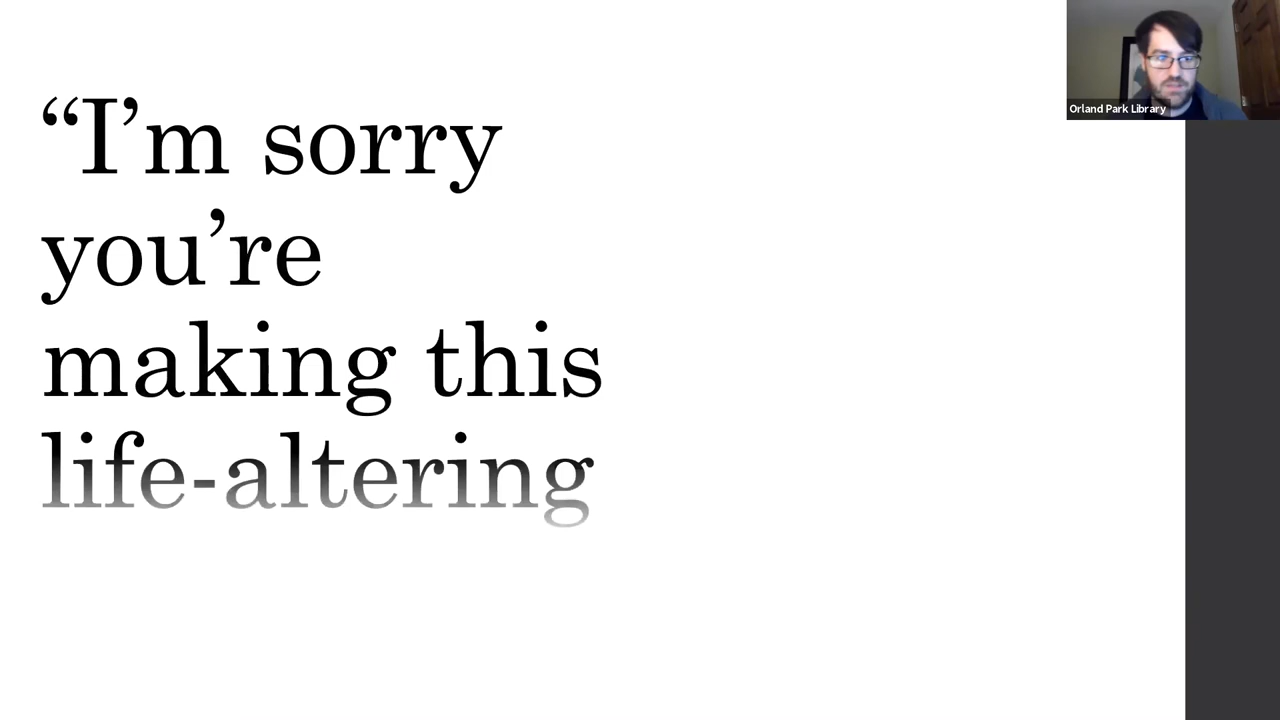 “I’m sorry
you’re
making this
life-altering
Orland Park Library